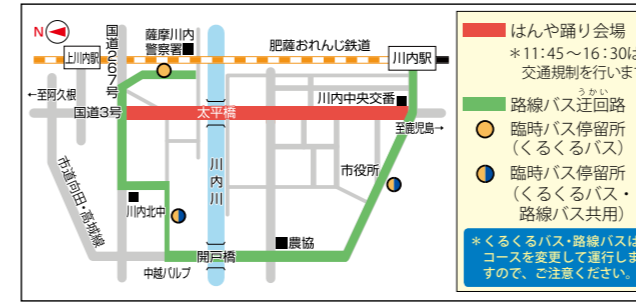 N
国道267号
薩摩川内
警察署
肥薩おれんじ鉄道
上川内駅
川内駅
←至阿久根
国道3号
太平橋
川内中央交番
至鹿児島→
市道向田・高城線
川内川
市役所
川内北中
農協
中越パルプ
開戸橋
はんや踊り会場
＊11:45～16:30は
交通規制を行います
うかい
路線バス迂回路
臨時バス停留所
（くるくるバス）
臨時バス停留所
（くるくるバス・
路線バス共用）
＊くるくるバス・路線バスは
コースを変更して運行しま
すので、ご注意ください。